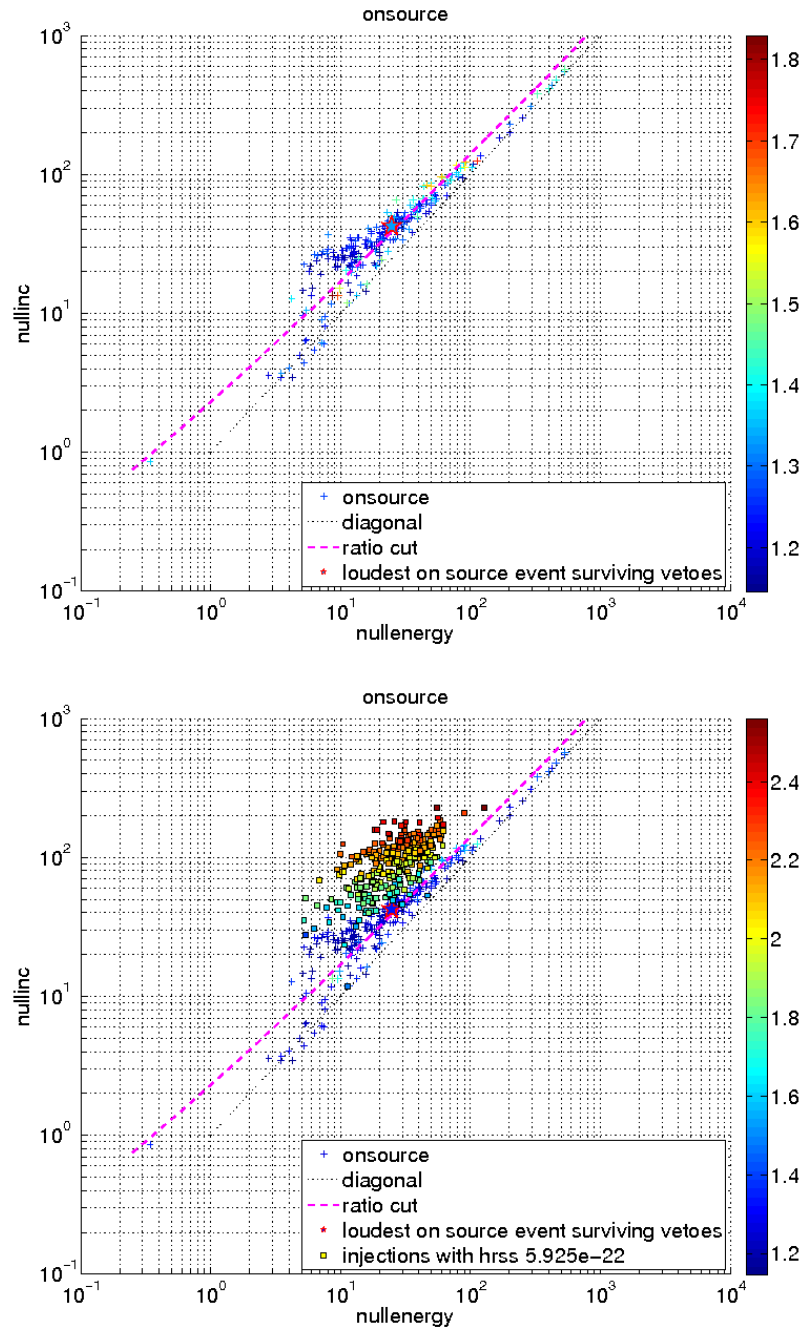 onsource
10^3
10^2
10^1
10^0
10^-1
nullinc
10^-1
10^0
10^1
10^2
10^3
10^4
nullenergy
1.8
1.7
1.6
1.5
1.4
1.3
1.2
onsource
diagonal
ratio cut
loudest on source event surviving vetoes
onsource
10^3
10^2
10^1
10^0
10^-1
nullinc
10^-1
10^0
10^1
10^2
10^3
10^4
nullenergy
2.4
2.2
2
1.8
1.6
1.4
1.2
onsource
diagonal
ratio cut
loudest on source event surviving vetoes
injections with hrss 5.925e-22